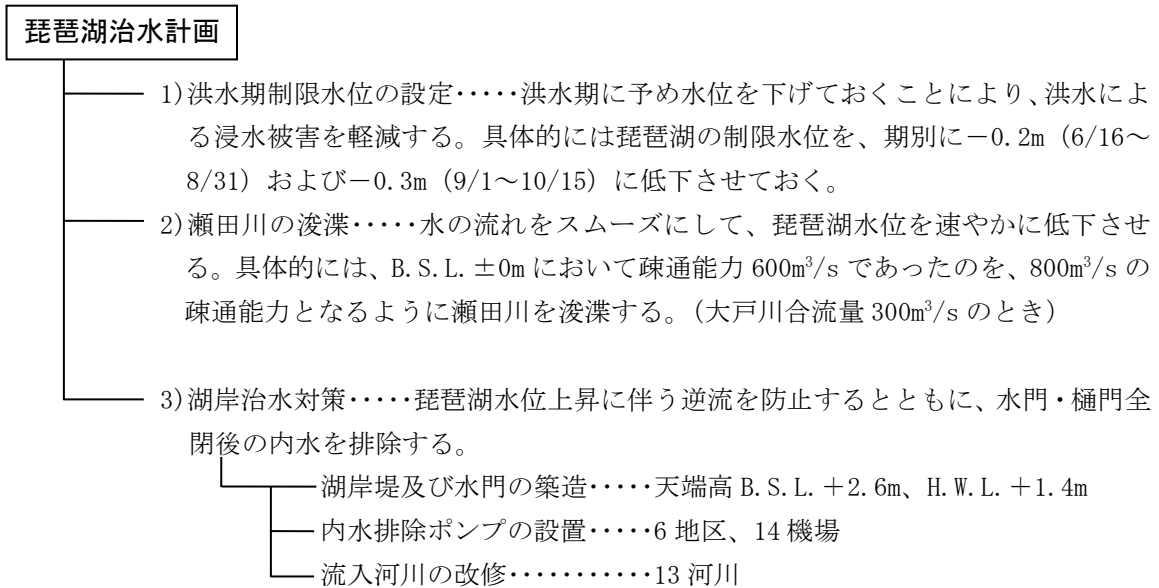 琵琶湖治水計画
1)洪水期制限水位の設定・・・・・洪水期に予め水位を下げておくことにより、洪水によ
る浸水被害を軽減する。具体的には琵琶湖の制限水位を、期別に－0.2m（6/16～
8/31）および－0.3m（9/1～10/15）に低下させておく。
2)瀬田川の浚渫・・・・・水の流れをスムーズにして、琵琶湖水位を速やかに低下させ
る。具体的には、B.S.L.±0mにおいて疎通能力600m³/sであったのを、800m³/sの
疎通能力となるように瀬田川を浚渫する。（大戸川合流量300m³/sのとき）
3)湖岸治水対策・・・・・琵琶湖水位上昇に伴う逆流を防止するとともに、水門・樋門全
閉後の内水を排除する。
湖岸堤及び水門の築造・・・・・天端高B.S.L.＋2.6m、H.W.L.＋1.4m
内水排除ポンプの設置・・・・・6地区、14機場
流入河川の改修・・・・・・・・・・・13河川